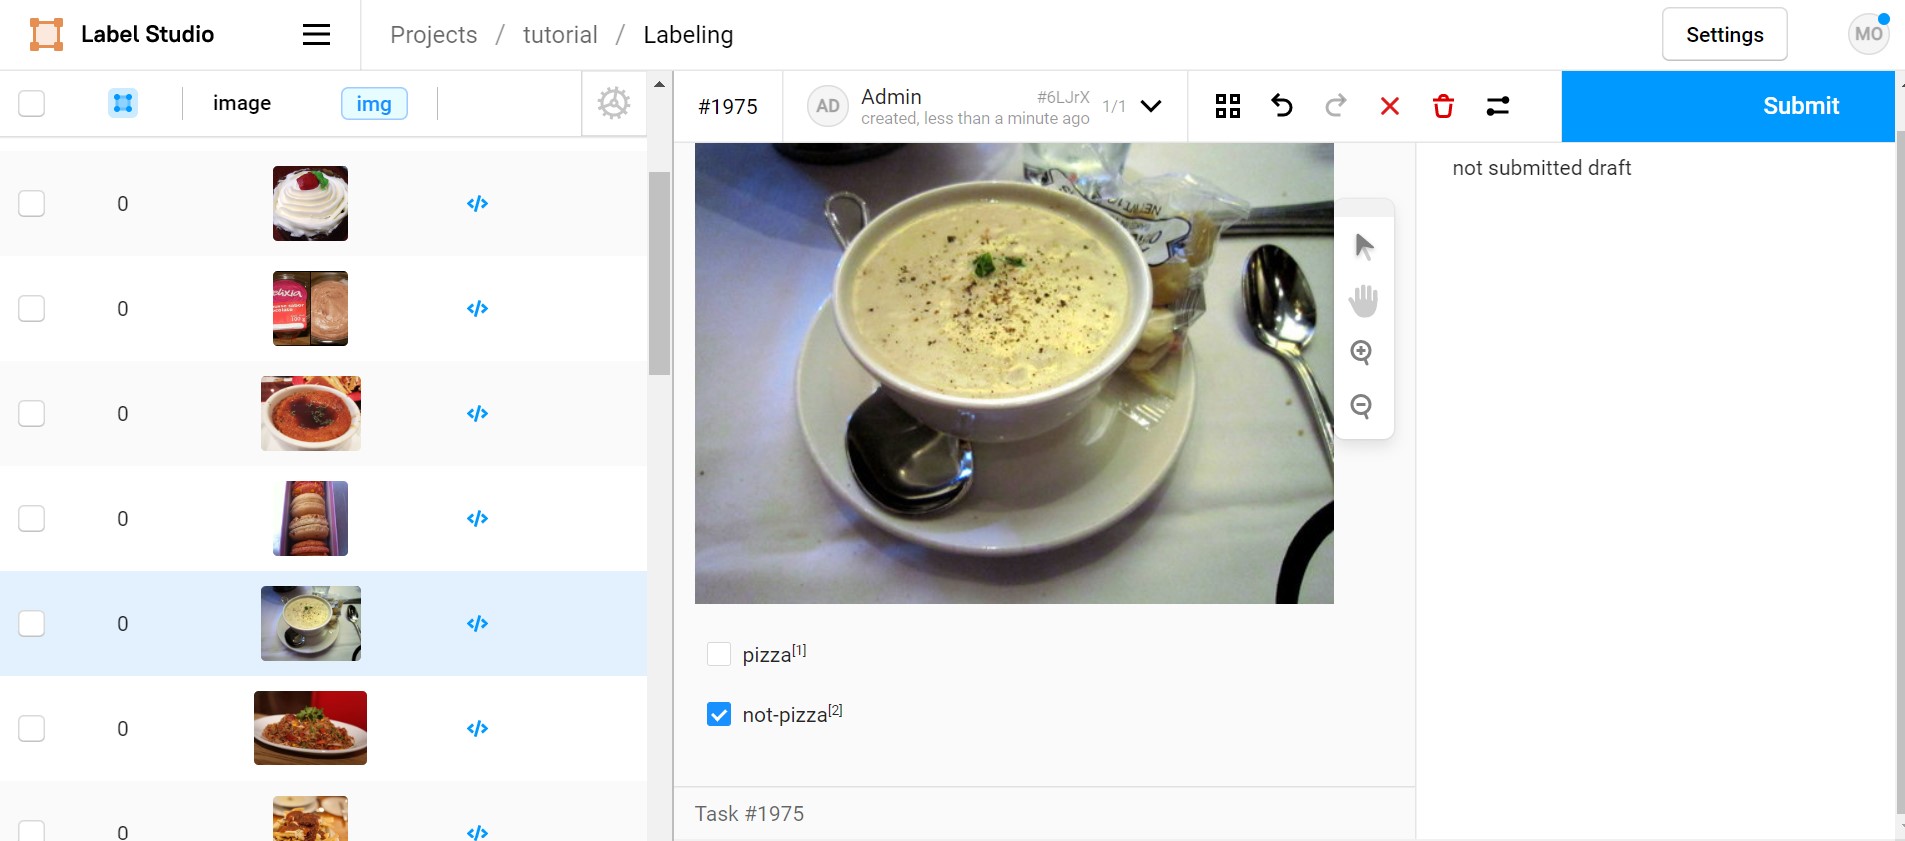 Label Studio
Projects / tutorial / Labeling
Settings
MO
image
img
#1975
AD
Admin
created, less than a minute ago
#6LJrX
1/1
Submit
0
</>
0
</>
0
</>
0
</>
0
</>
0
</>
0
</>
not submitted draft
pizza[1]
not-pizza[2]
Task #1975